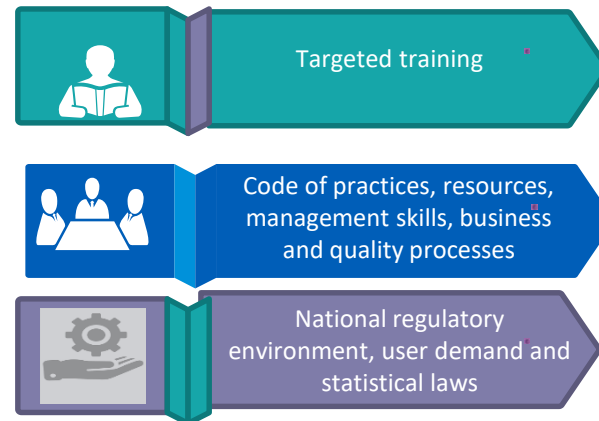 Targeted training
Code of practices, resources,
management skills, business
and quality processes
National regulatory
environment, user demand and
statistical laws